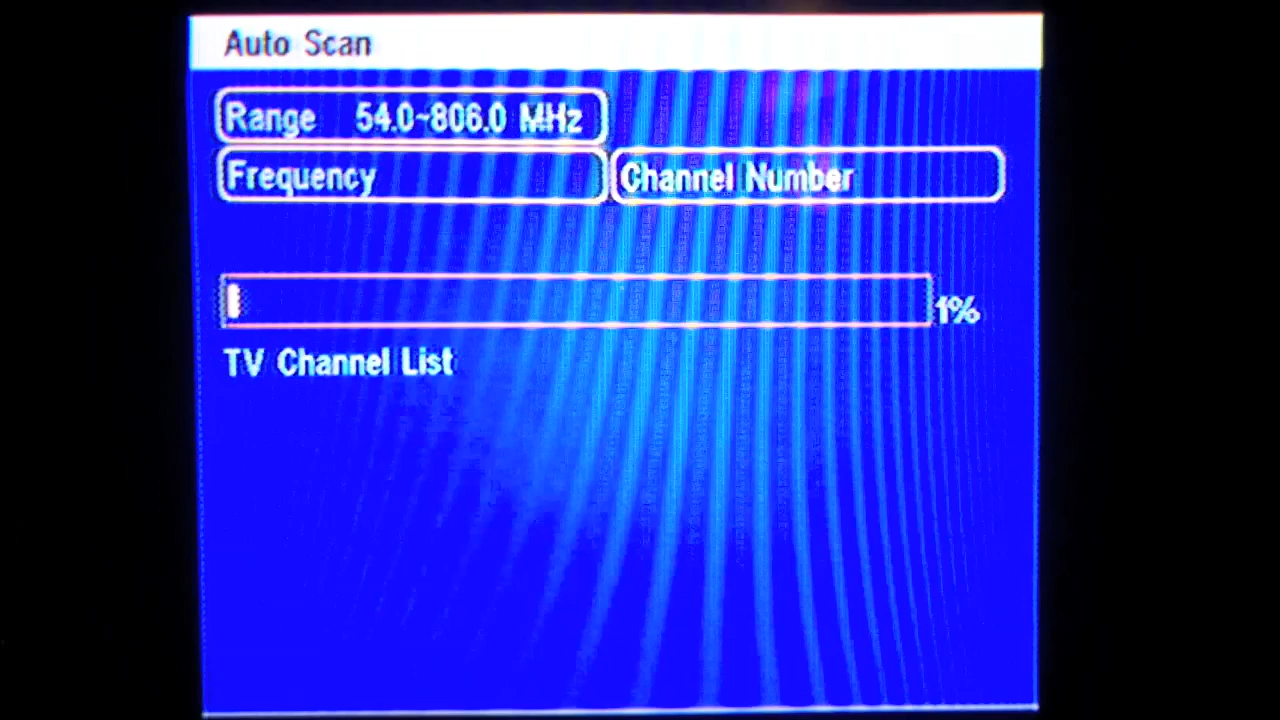 Auto Scan
Range 54.0~806.0 MHz
Frequency Channel Number
1%
TV Channel List